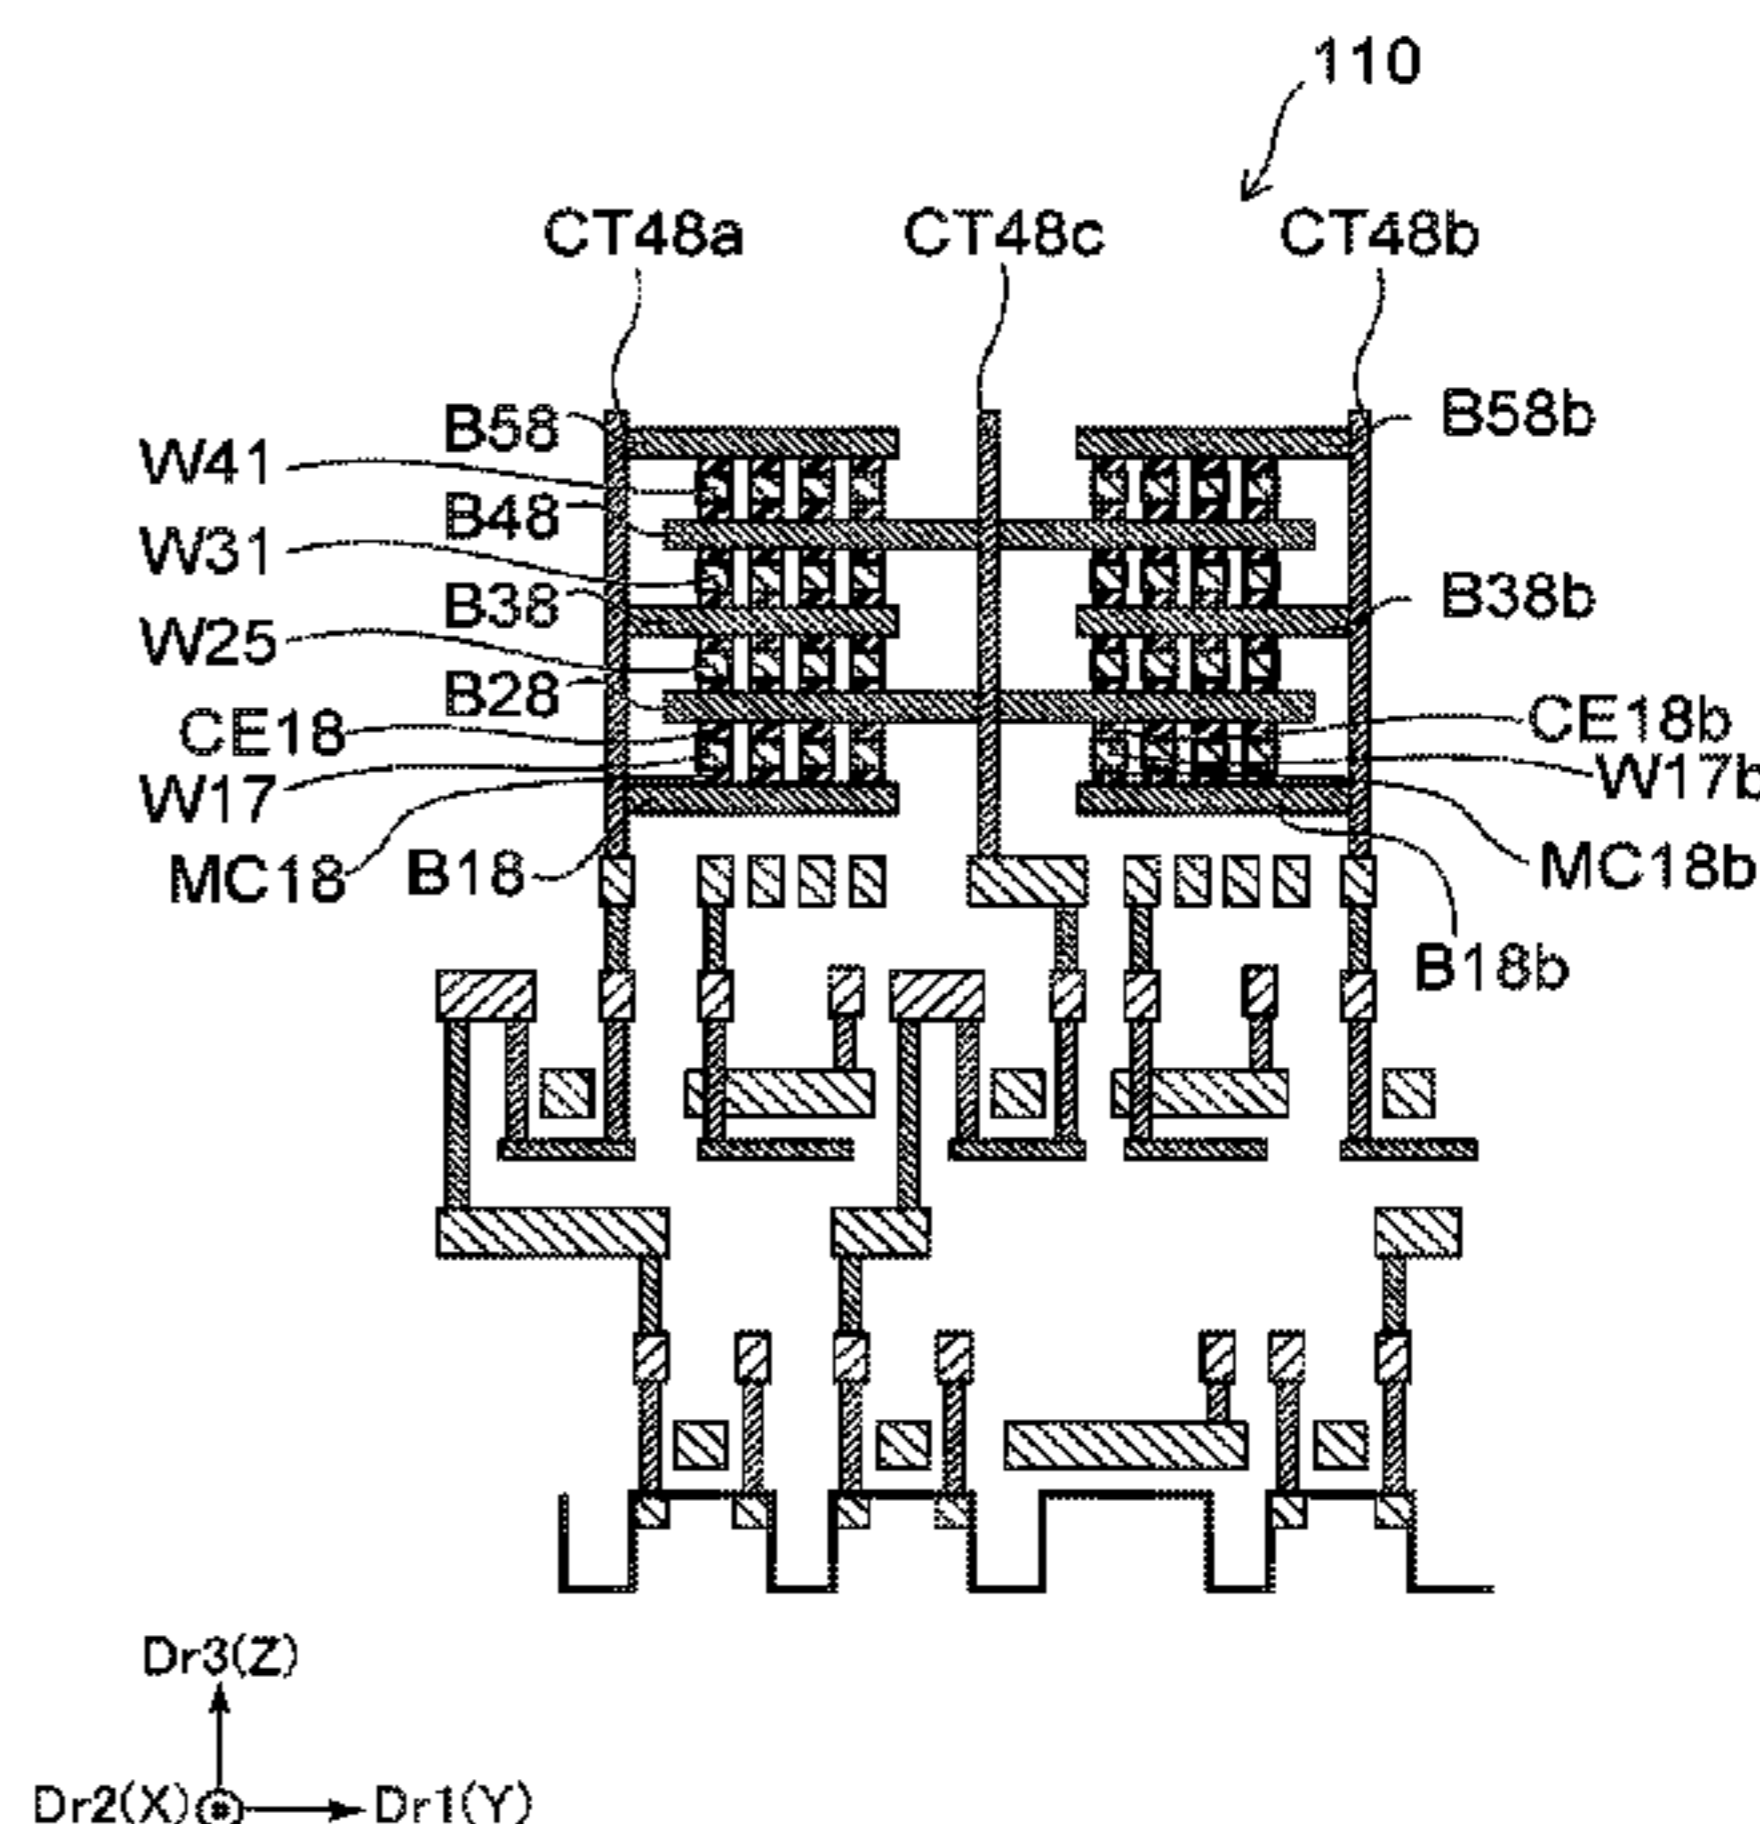 110
CT48a CT48c CT48b
B58 B58b
W41
B48
W31
B38 B38b
W25
B28
CE18 CE18b
W17 W17b
MC18 B18 MC18b
B18b
Dr3(Z)
Dr2(X) Dr1(Y)